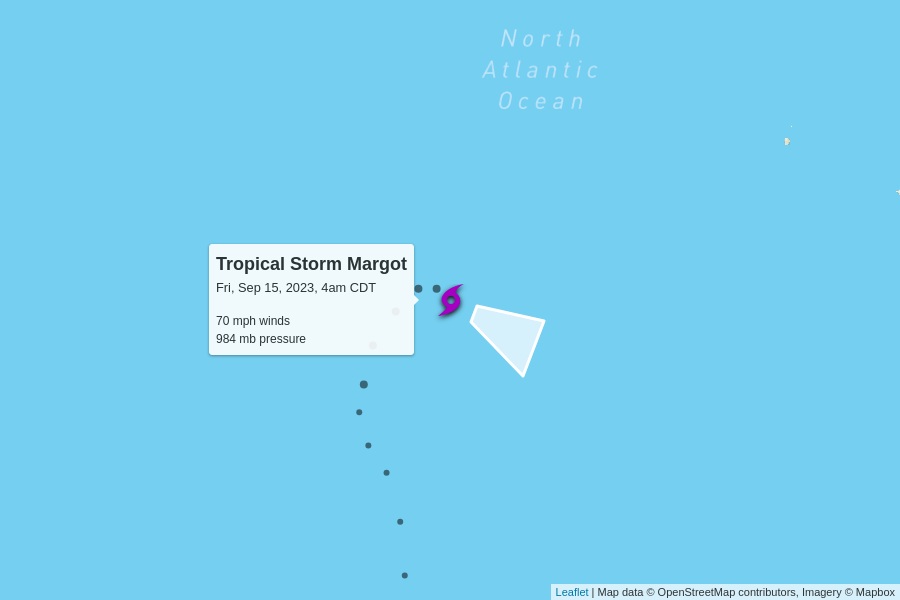 North
Atlantic
Ocean
Tropical Storm Margot
Fri, Sep 15, 2023, 4am CDT
70 mph winds
984 mb pressure
Leaflet | Map data © OpenStreetMap contributors, Imagery © Mapbox